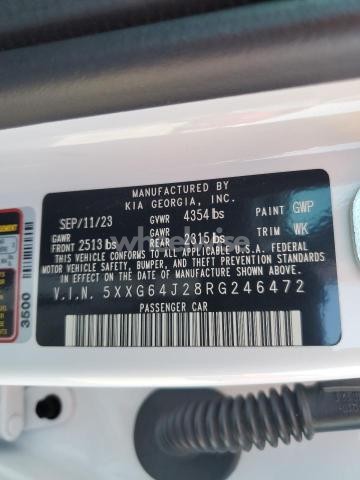 MANUFACTURED BY
KIA GEORGIA, INC.
SEP/11/23 GVWR 4354 lbs PAINT GWP
GAWR FRONT 2513 lbs GAWR REAR 2315 lbs TRIM WK
THIS VEHICLE CONFORMS TO ALL APPLICABLE U.S.A. FEDERAL
MOTOR VEHICLE SAFETY, BUMPER, AND THEFT PREVENTION STANDARDS
IN EFFECT ON THE DATE OF MANUFACTURE SHOWN ABOVE.
V.I.N. 5XXG64J28RG246472
PASSENGER CAR
3500